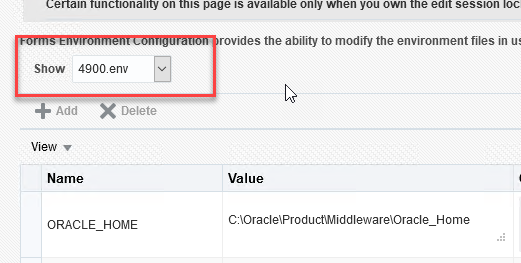 Certain functionality on this page is available only when you own the edit session loc
Forms Environment Configuration provides the ability to modify the environment files in us
Show 4900.env
Add Delete
View
Name Value
ORACLE_HOME C:\Oracle\Product\Middleware\Oracle_Home